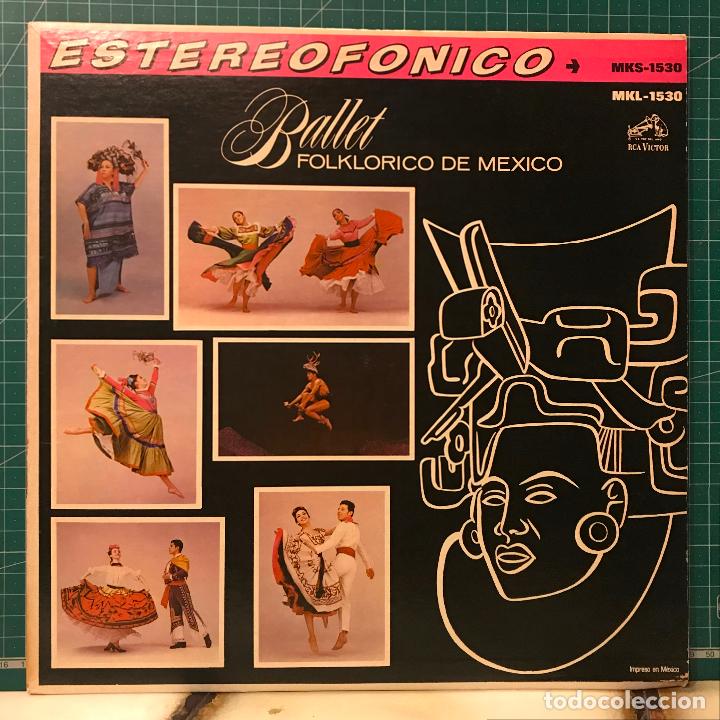 ESTEREOFONICO → MKS-1530
MKL-1530
Ballet
FOLKLORICO DE MEXICO
RCA VICTOR
Impreso en México
todocoleccion